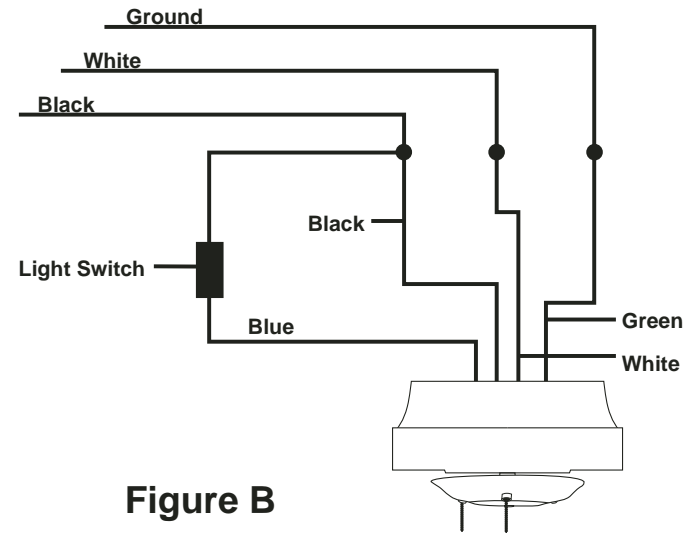 Ground
White
Black
Black
Light Switch
Blue
Green
White
Figure B